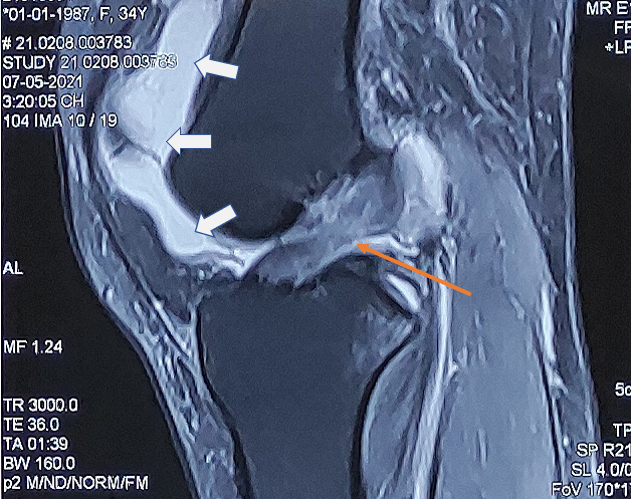 *01-01-1987, F, 34Y
# 21.0208.003783
STUDY 21 0208 003783
07-05-2021
3:20:05 CH
104 IMA 10 / 19
MR E
FF
+LF
AL
MF 1.24
TR 3000.0
TE 36.0
TA 01:39
BW 160.0
p2 M/ND/NORM/FM
TP
SP R21
SL 4.0/0
FoV 170*1